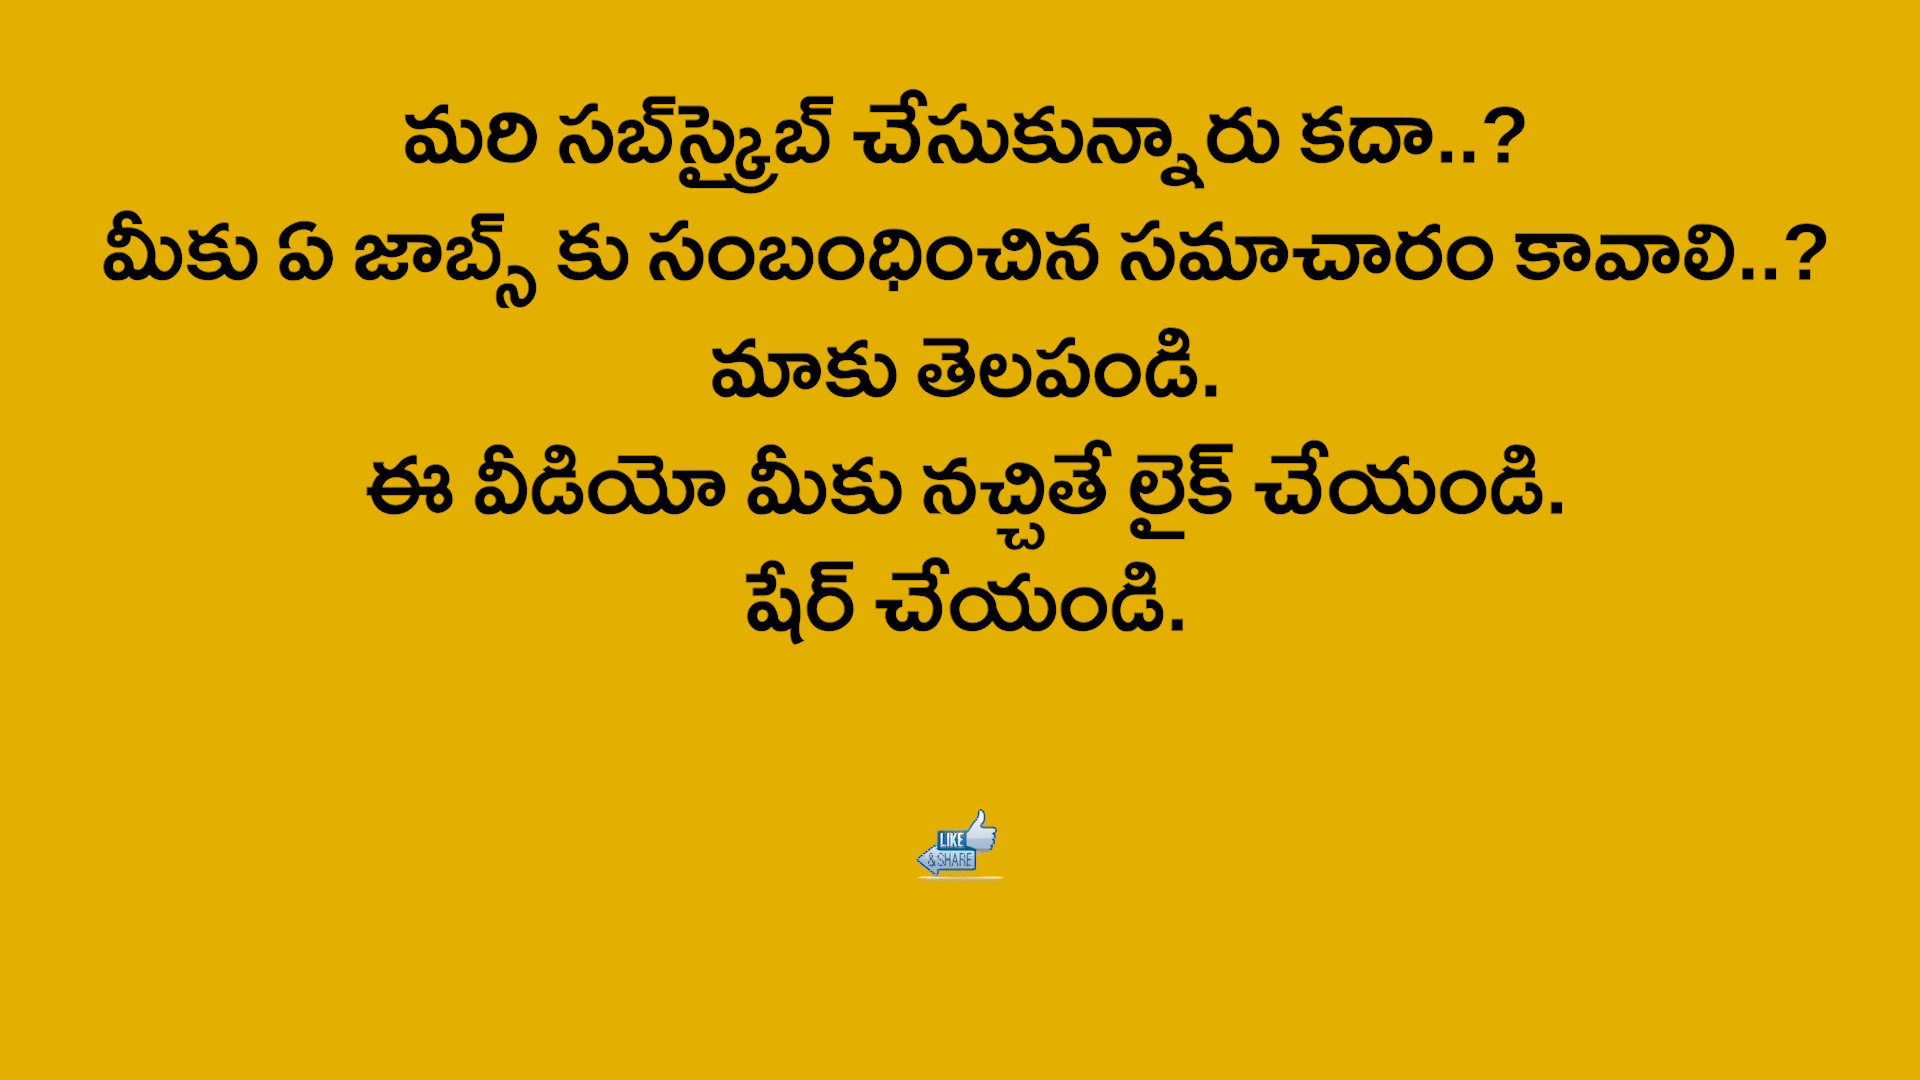 మరి సబ్‌స్క్రైబ్ చేసుకున్నారు కదా..?
మీకు ఏ జాబ్స్ కు సంబంధించిన సమాచారం కావాలి..?
మాకు తెలపండి.
ఈ వీడియో మీకు నచ్చితే లైక్ చేయండి.
షేర్ చేయండి.
LIKE
&SHARE